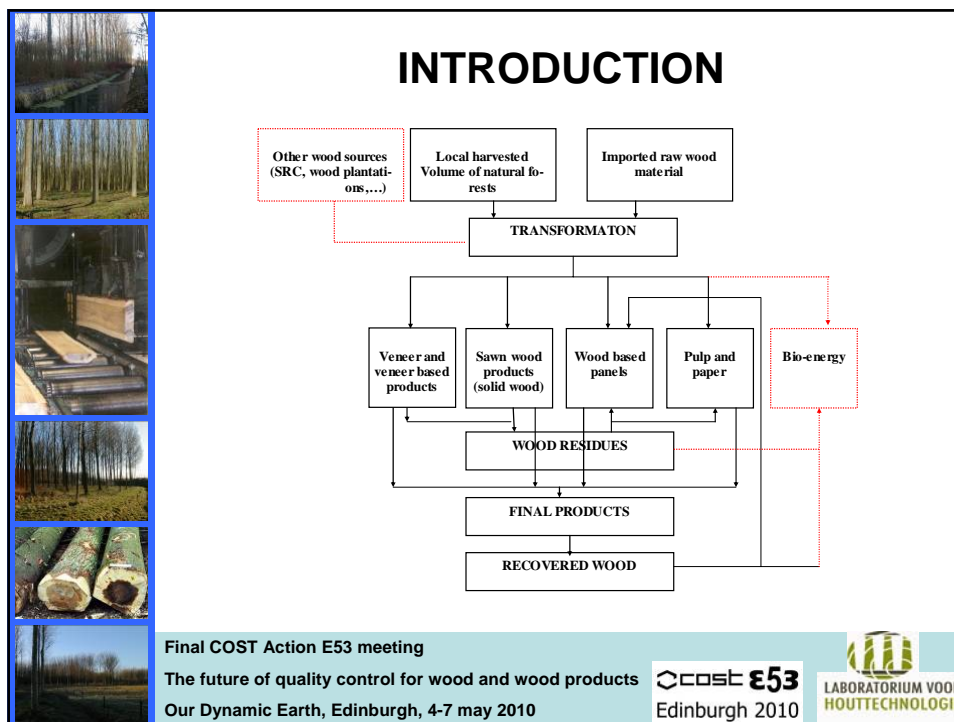 INTRODUCTION
Other wood sources
(SRC, wood plantati-
ons,…)
Local harvested
Volume of natural fo-
rests
Imported raw wood
material
TRANSFORMATON
Veneer and
veneer based
products
Sawn wood
products
(solid wood)
Wood based
panels
Pulp and
paper
Bio-energy
WOOD RESIDUES
FINAL PRODUCTS
RECOVERED WOOD
Final COST Action E53 meeting
The future of quality control for wood and wood products
Our Dynamic Earth, Edinburgh, 4-7 may 2010
cost E53
Edinburgh 2010
LABORATORIUM VOO
HOUTTECHNOLOGI